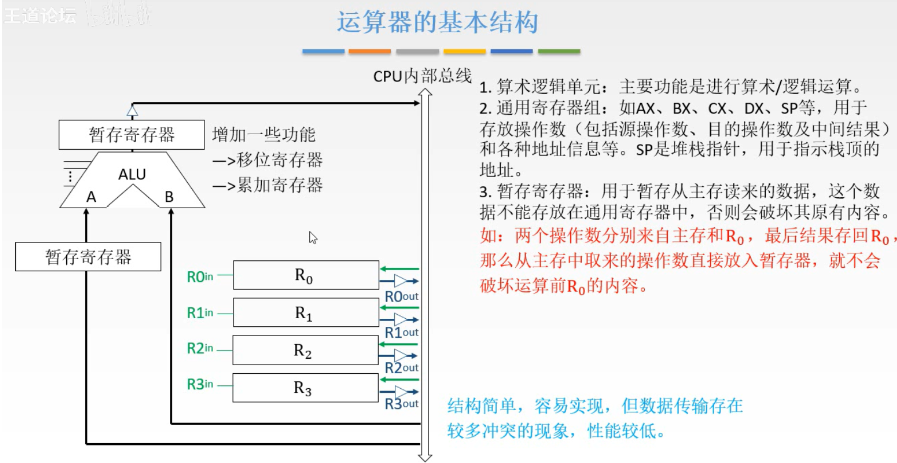 王道论坛
运算器的基本结构
CPU内部总线
暂存寄存器
增加一些功能
—>移位寄存器
—>累加寄存器
ALU
A
B
暂存寄存器
R0in
R₀
R0out
R1in
R₁
R1out
R2in
R₂
R2out
R3in
R₃
R3out
1. 算术逻辑单元：主要功能是进行算术/逻辑运算。
2. 通用寄存器组：如AX、BX、CX、DX、SP等，用于
存放操作数（包括源操作数、目的操作数及中间结果）
和各种地址信息等。SP是堆栈指针，用于指示栈顶的
地址。
3. 暂存寄存器：用于暂存从主存读来的数据，这个数
据不能存放在通用寄存器中，否则会破坏其原有内容。
如：两个操作数分别来自主存和R₀，最后结果存回R₀，
那么从主存中取来的操作数直接放入暂存器，就不会
破坏运算前R₀的内容。
结构简单，容易实现，但数据传输存在
较多冲突的现象，性能较低。